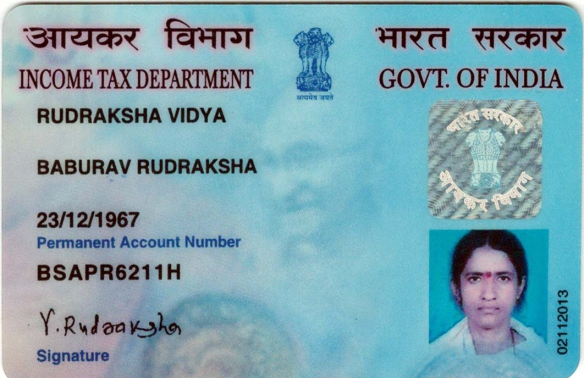 आयकर विभाग
भारत सरकार
INCOME TAX DEPARTMENT
GOVT. OF INDIA
सत्यमेव जयते
RUDRAKSHA VIDYA
BABURAV RUDRAKSHA
23/12/1967
Permanent Account Number
BSAPR6211H
Y. Rudraksha
Signature
भारत सरकार
आयकर विभाग
02112013